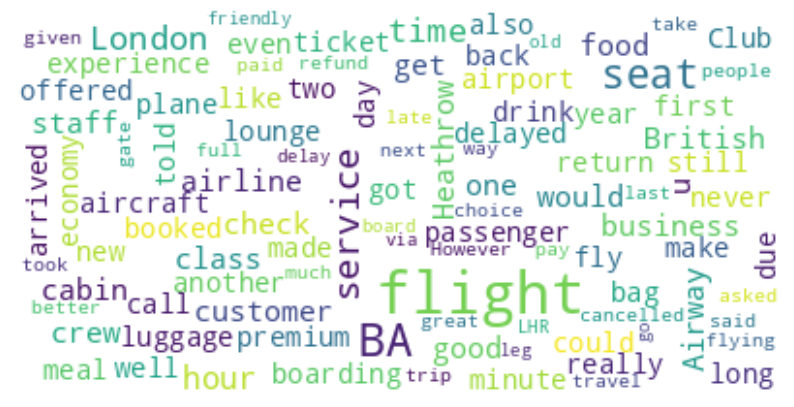 friendly
given London even ticket time also old take Club
experience paid refund get back food people
offered plane like two day airport seat
staff gate told lounge late Heathrow drink year first
delayed British
full delay service next way return still
arrived economy aircraft airline got one would last u never
choice
booked check board via However passenger business
took new class made fly make due
cabin another much flight pay bag Airway asked
better call customer cancelled said
crew luggage premium BA great LHR good leg could go really flying
meal well hour boarding trip minute travel long